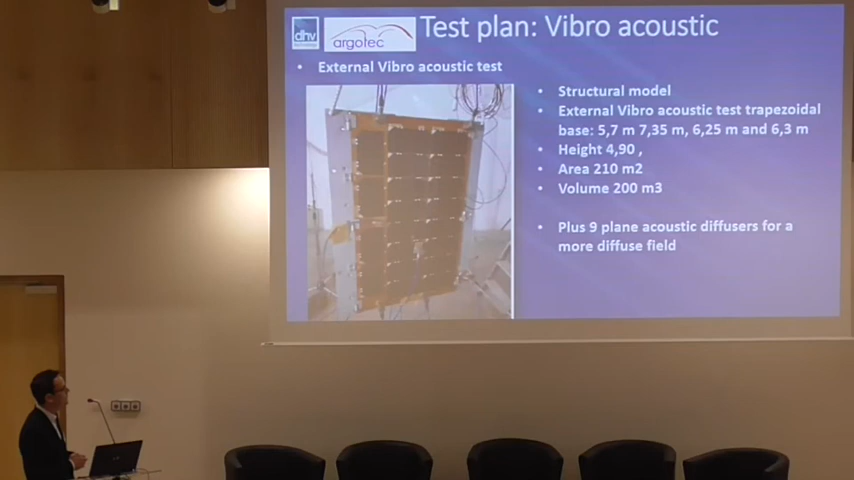 dhv
argotec
Test plan: Vibro acoustic
• External Vibro acoustic test
• Structural model
• External Vibro acoustic test trapezoidal
base: 5,7 m 7,35 m, 6,25 m and 6,3 m
• Height 4,90 ,
• Area 210 m2
• Volumen 200 m3
• Plus 9 plane acoustic diffusers for a
more diffuse field